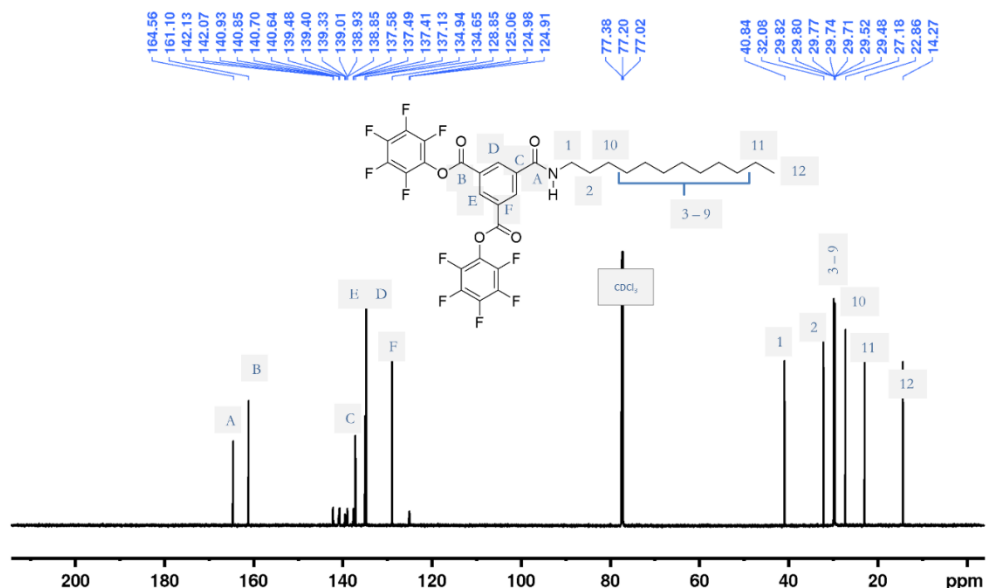 164.56
161.10
142.13
142.07
140.93
140.85
140.70
140.64
139.48
139.40
139.33
139.01
138.93
138.85
137.58
137.49
137.41
137.13
134.94
134.65
128.85
125.06
124.98
124.91
77.38
77.20
77.02
40.84
32.08
29.82
29.80
29.77
29.74
29.71
29.52
29.48
27.18
22.86
14.27
F
F
F
F
F
O
O
B
D
E
F
C
O
A
N
H
1
2
10
3 – 9
11
12
O
O
F
F
F
F
F
A
B
C
E D
F
CDCl3
1
2
3 – 9
10
11
12
200 180 160 140 120 100 80 60 40 20 ppm